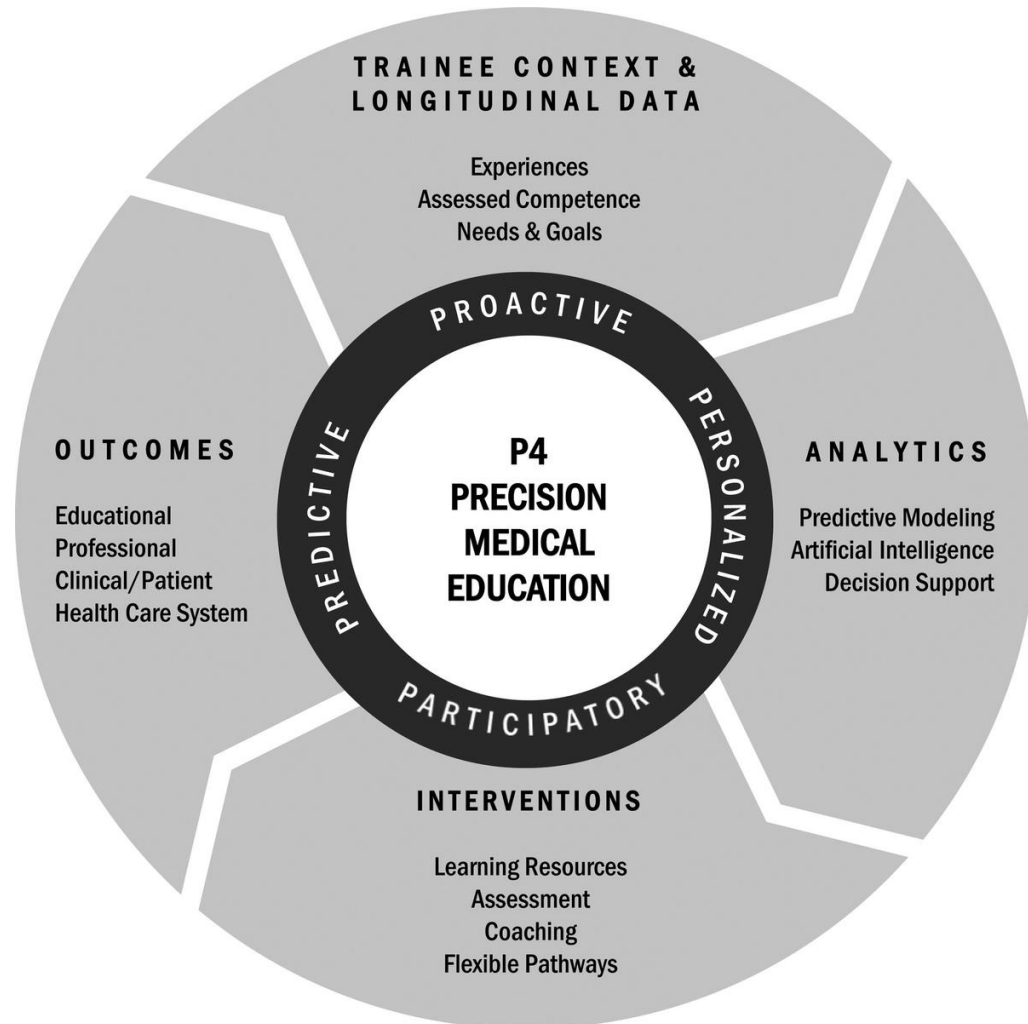 TRAINEE CONTEXT &
LONGITUDINAL DATA
Experiences
Assessed Competence
Needs & Goals
PROACTIVE
PERSONALIZED
PARTICIPATORY
PREDICTIVE
P4
PRECISION
MEDICAL
EDUCATION
ANALYTICS
Predictive Modeling
Artificial Intelligence
Decision Support
INTERVENTIONS
Learning Resources
Assessment
Coaching
Flexible Pathways
OUTCOMES
Educational
Professional
Clinical/Patient
Health Care System